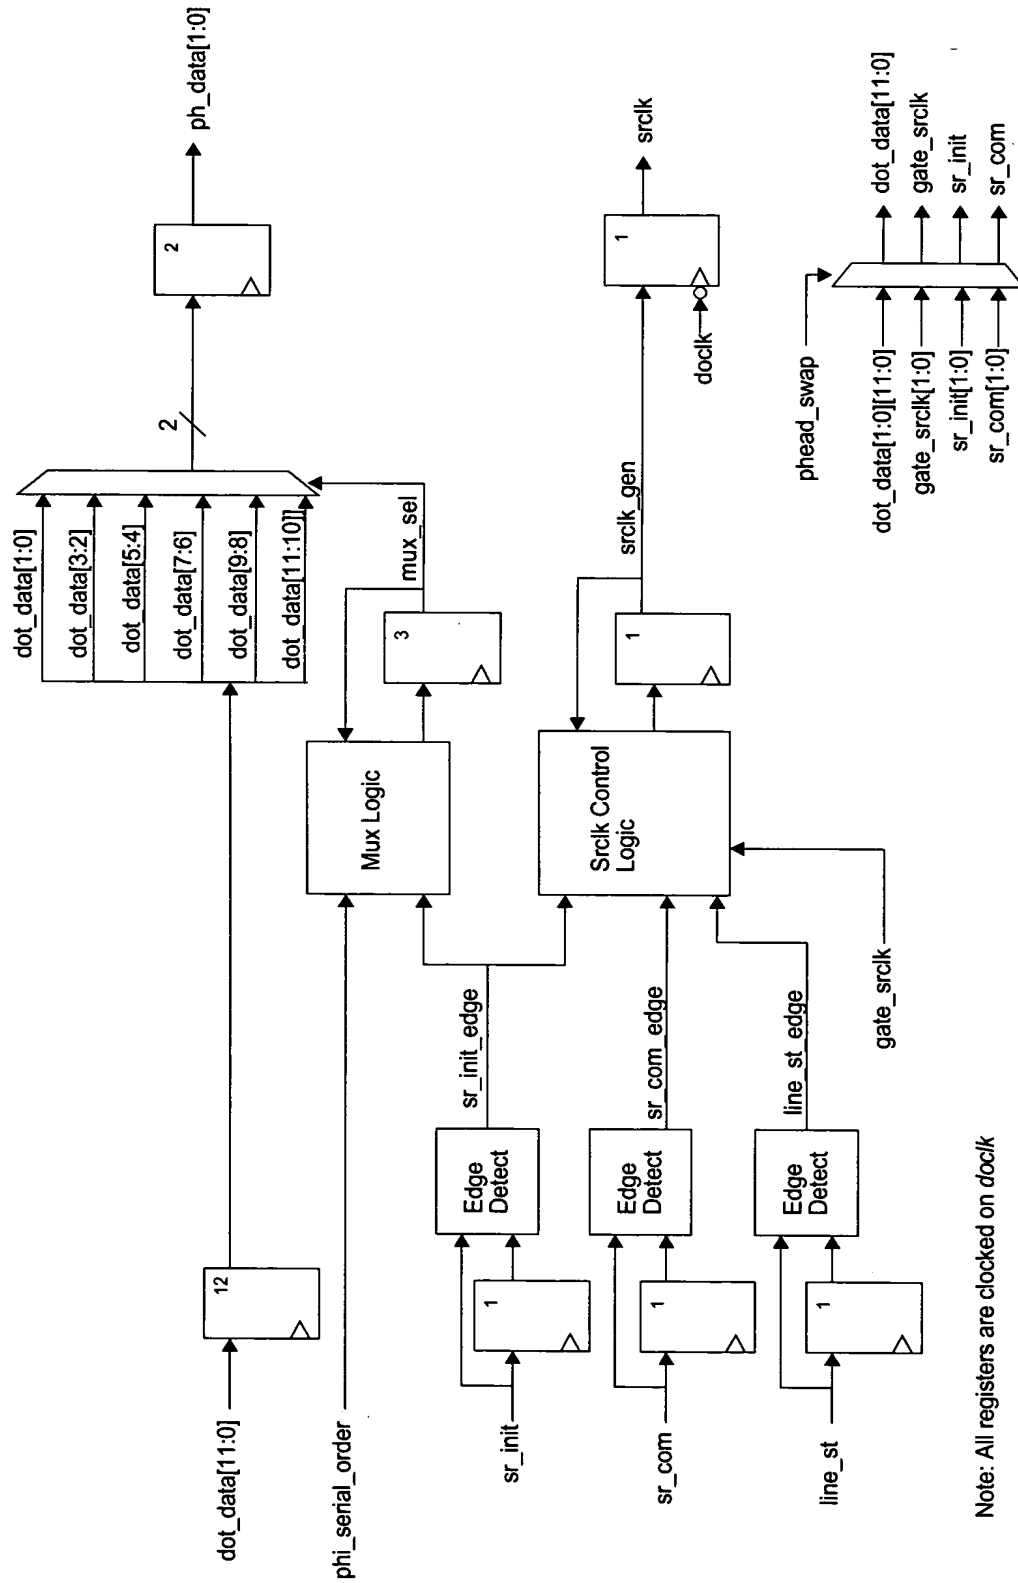 dot_data[11:0]
12
dot_data[1:0]
dot_data[3:2]
dot_data[5:4]
dot_data[7:6]
dot_data[9:8]
dot_data[11:10]]
2
2
ph_data[1:0]
phi_serial_order
Mux Logic
3
mux_sel
sr_init
1
Edge
Detect
sr_init_edge
sr_com
1
Edge
Detect
sr_com_edge
line_st
1
Edge
Detect
line_st_edge
gate_srclk
Srclk Control
Logic
1
srclk_gen
doclk
1
srclk
phead_swap
dot_data[1:0][11:0]
gate_srclk[1:0]
sr_init[1:0]
sr_com[1:0]
dot_data[11:0]
gate_srclk
sr_init
sr_com
Note: All registers are clocked on doclk